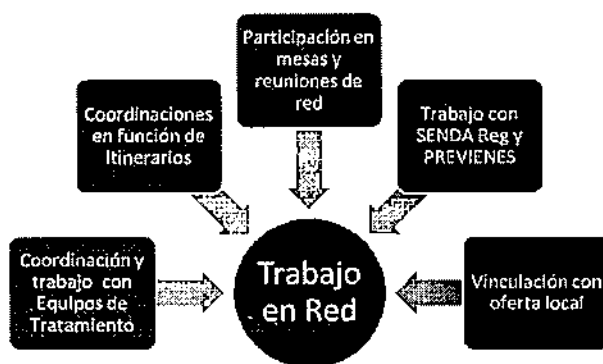 Participación en
mesas y
reuniones de
red
Coordinaciones
en función de
Itinerarios
Trabajo con
SENDA Reg y
PREVIENES
Coordinación y
trabajo con
Equipos de
Tratamiento
Trabajo
en Red
Vinculación con
oferta local